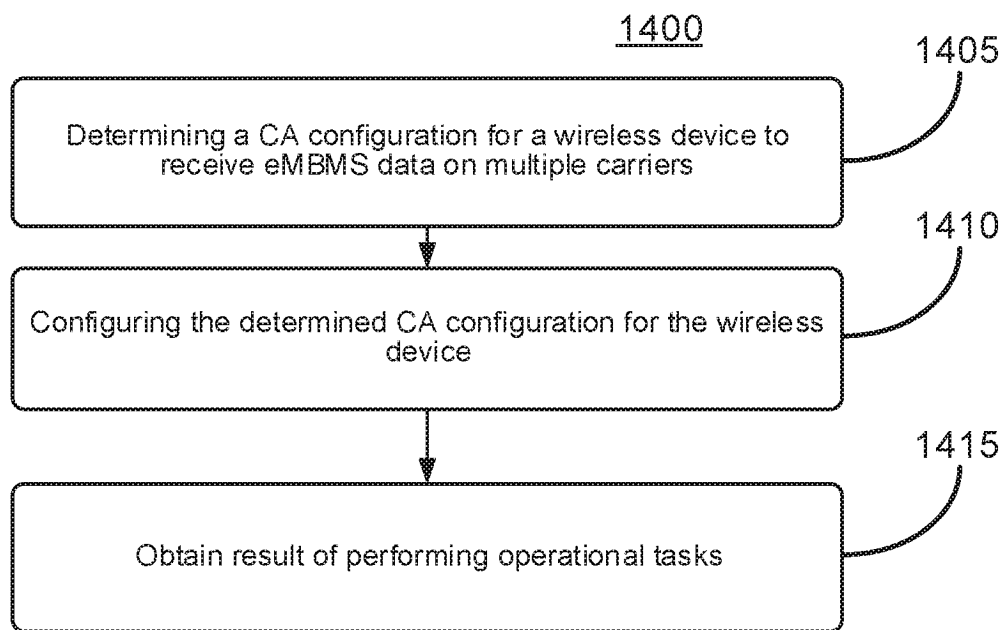 1400
1405
Determining a CA configuration for a wireless device to
receive eMBMS data on multiple carriers
1410
Configuring the determined CA configuration for the wireless
device
1415
Obtain result of performing operational tasks